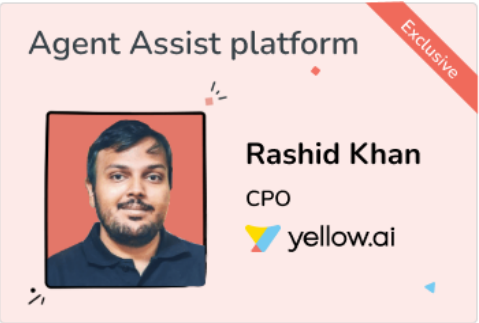 Agent Assist platform
Exclusive
Rashid Khan
CPO
yellow.ai